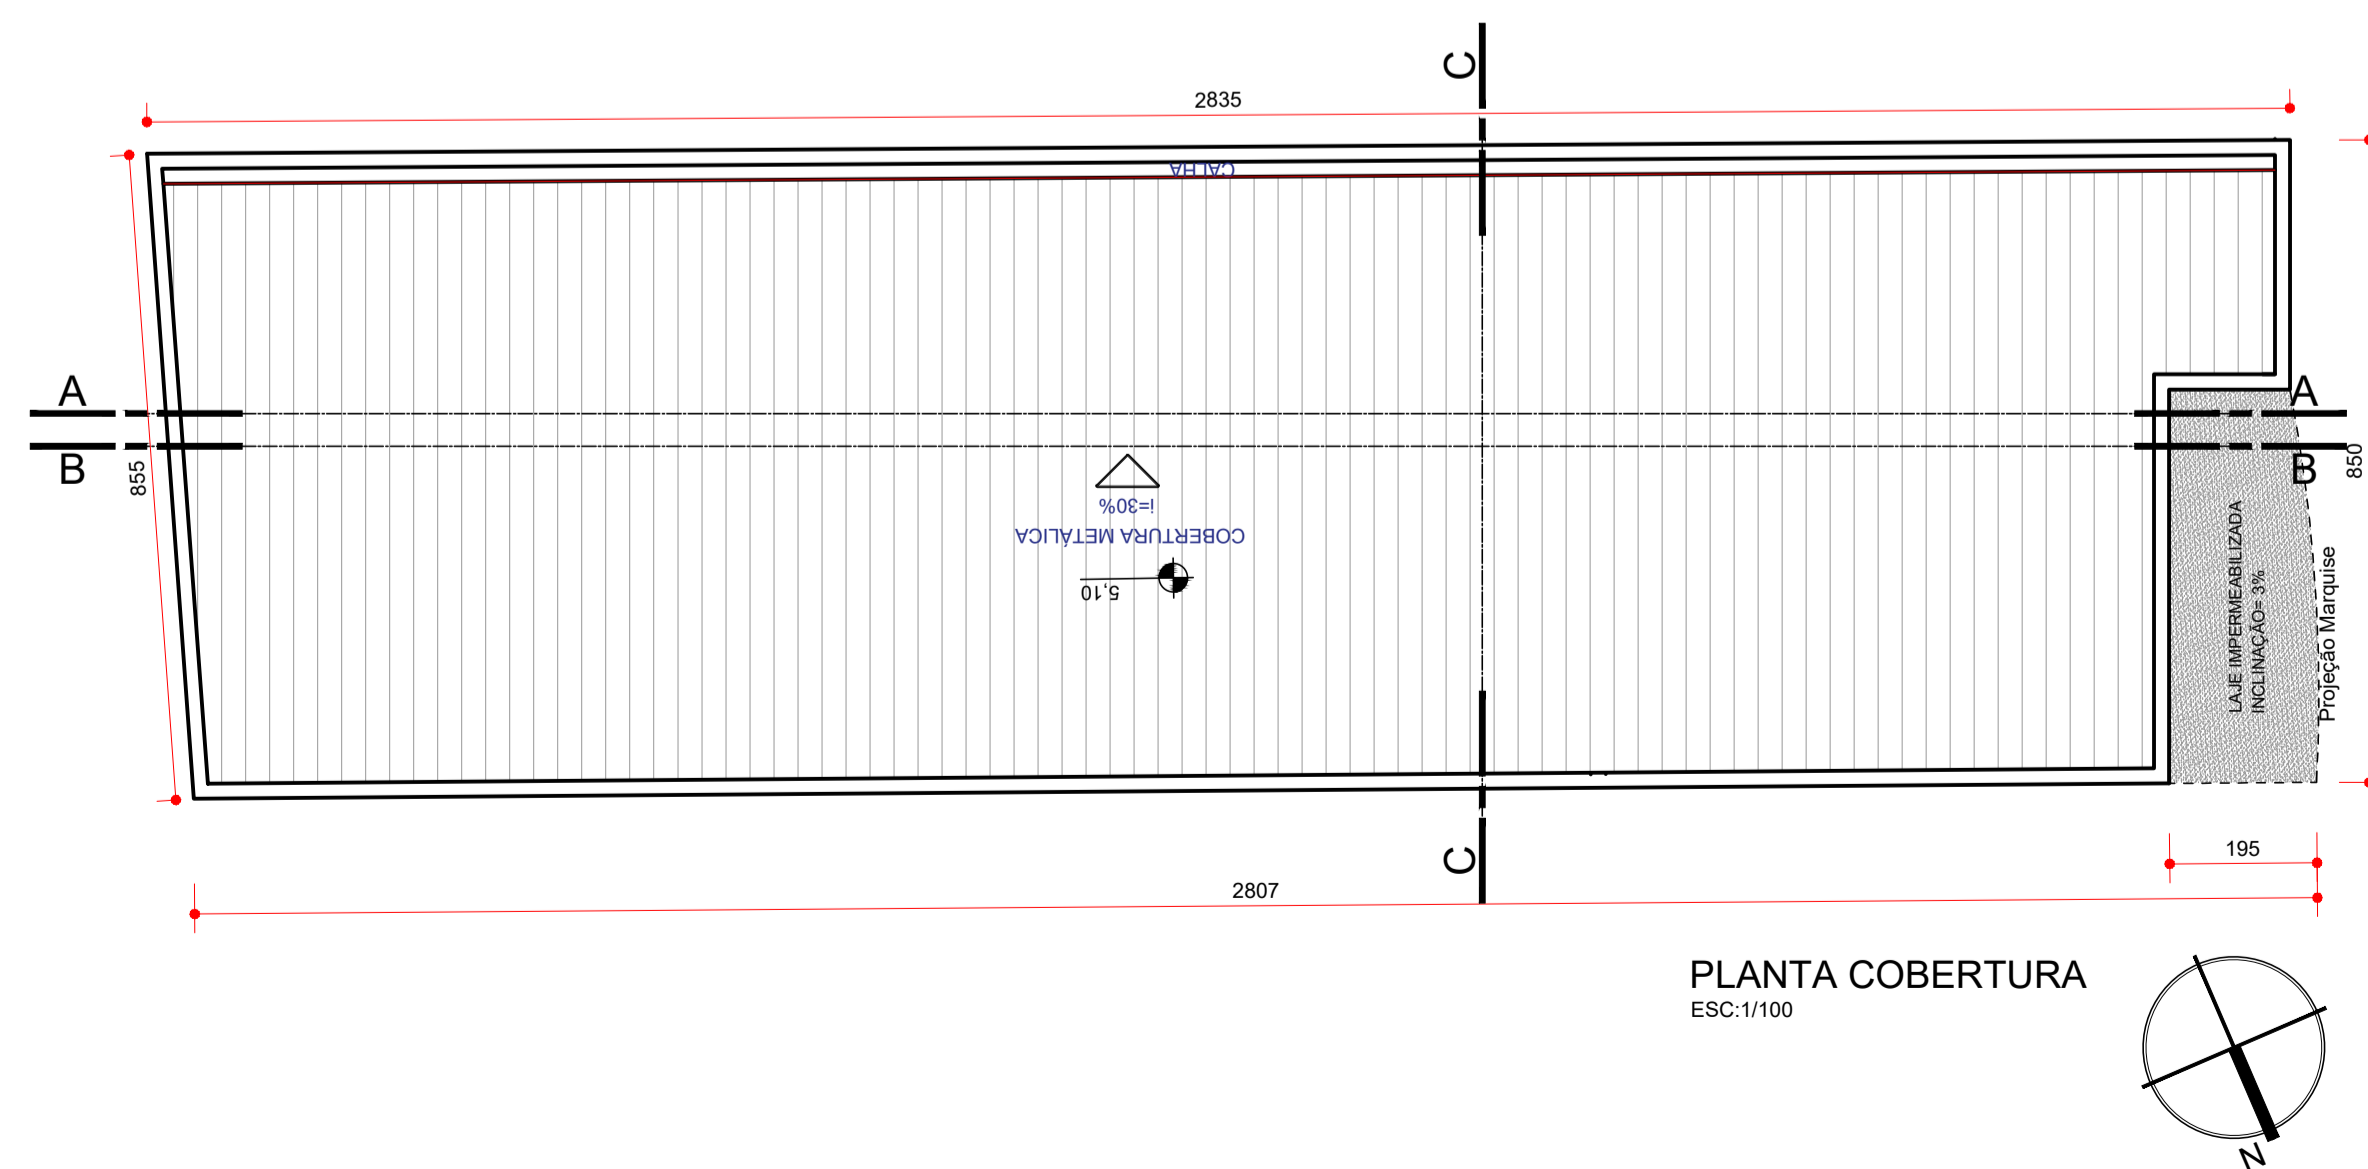 C
2835
CALHA
A
A
B
B
855
850
i=30%
COBERTURA METÁLICA
5,10
LAJE IMPERMEABILIZADA
INCLINAÇÃO= 3%
Projeção Marquise
C
195
2807
PLANTA COBERTURA
ESC:1/100
N